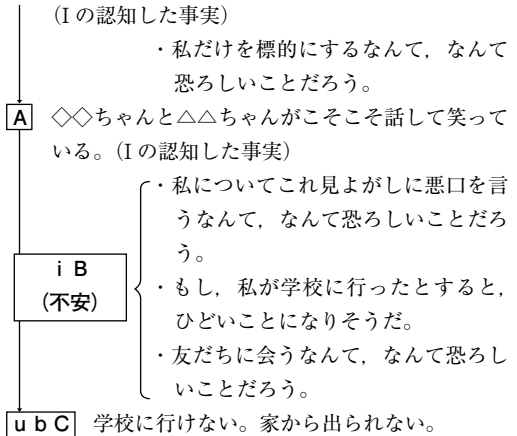 (Iの認知した事実)
・私だけを標的にするなんて，なんて
恐ろしいことだろう。
A ◇◇ちゃんと△△ちゃんがこそこそ話して笑って
いる。(Iの認知した事実)
・私についてこれ見よがしに悪口を言
うなんて，なんて恐ろしいことだろ
う。
iB
(不安)
・もし，私が学校に行ったとすると，
ひどいことになりそうだ。
・友だちに会うなんて，なんて恐ろし
いことだろう。
ubC 学校に行けない。家から出られない。